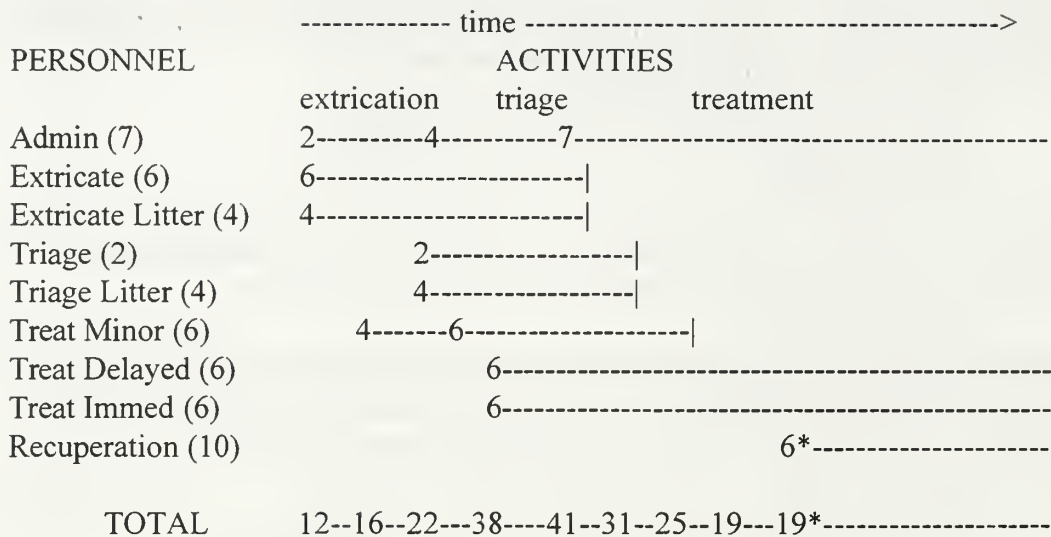 -------------- time -------------------------------------------->
PERSONNEL ACTIVITIES
extrication triage treatment
Admin (7) 2----------4-----------7--------------------------------------------
Extricate (6) 6-------------------------|
Extricate Litter (4) 4-------------------------|
Triage (2) 2-------------------|
Triage Litter (4) 4-------------------|
Treat Minor (6) 4-------6---------------------|
Treat Delayed (6) 6---------------------------------------------------
Treat Immed (6) 6---------------------------------------------------
Recuperation (10) 6*----------------------
TOTAL 12--16--22---38----41--31--25--19---19*-------------------